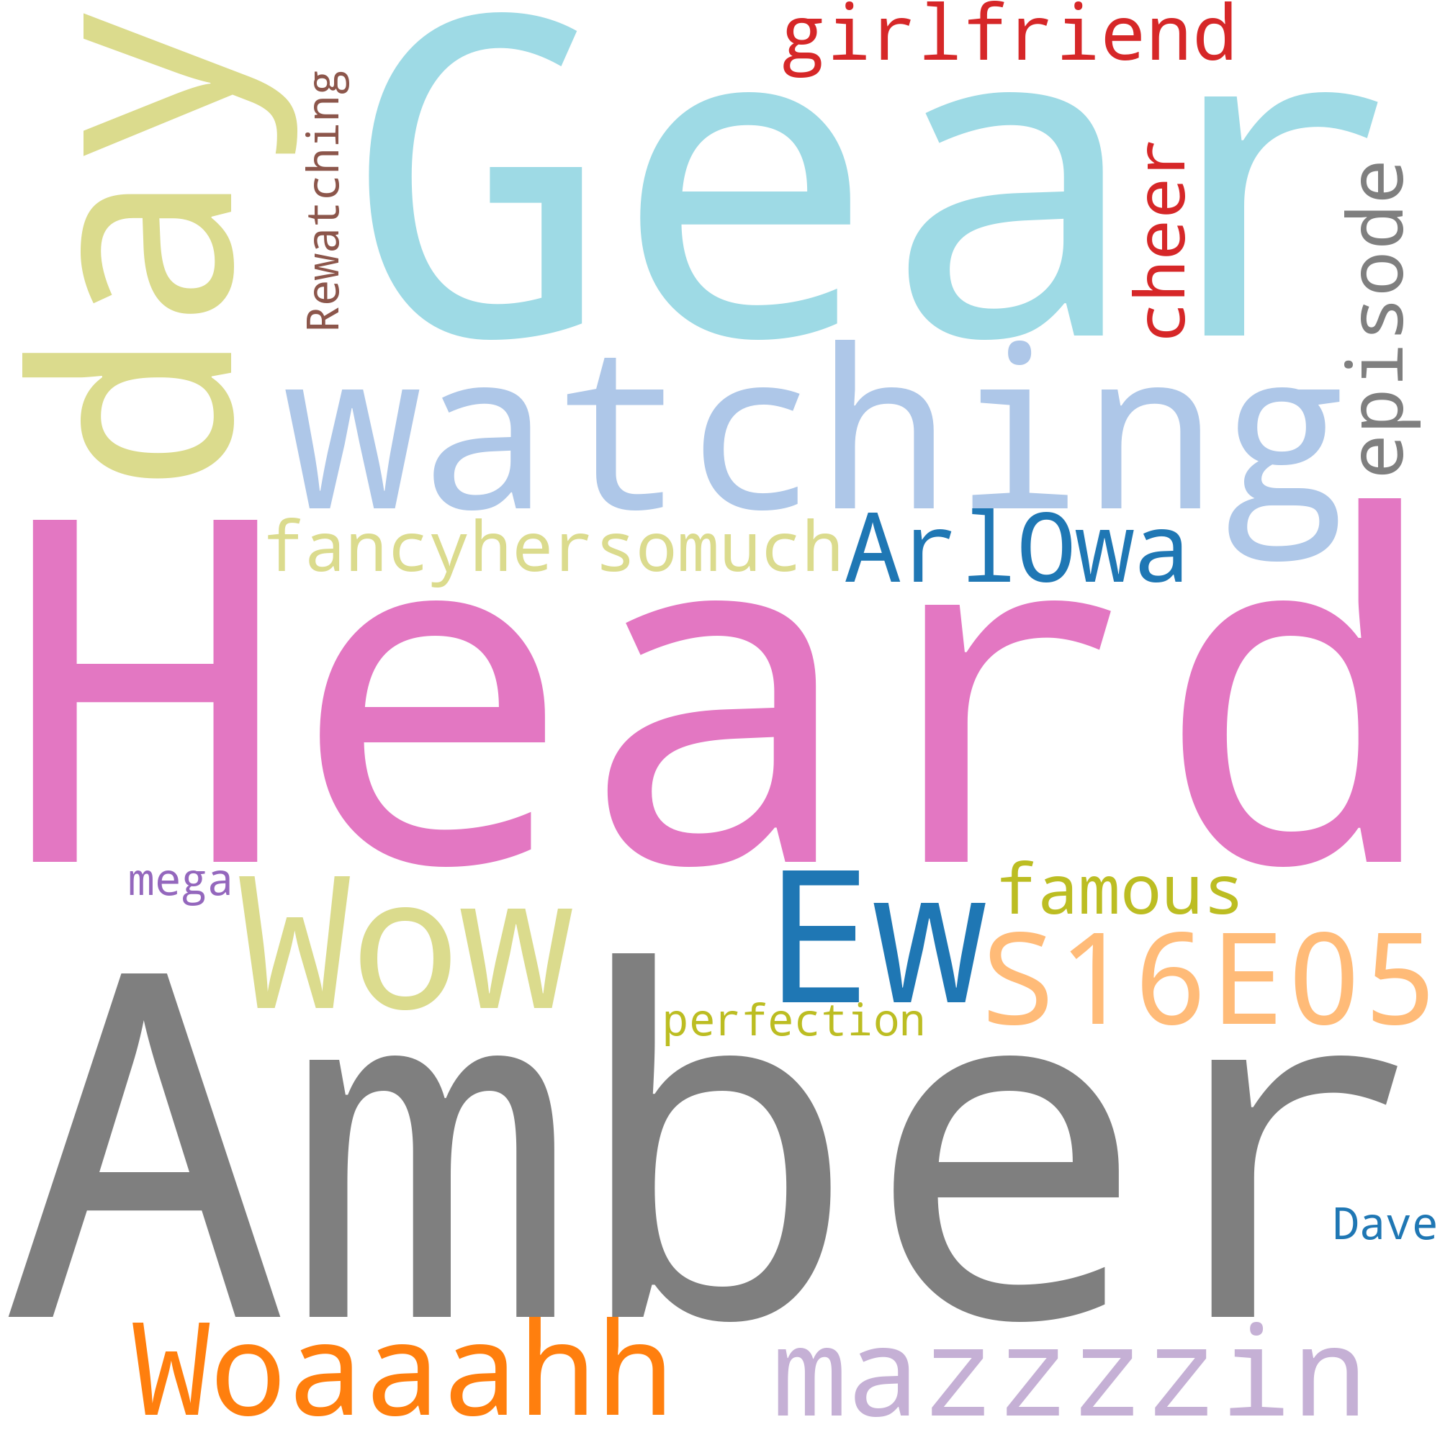 girlfriend
Gear
day
Rewatching
cheer
episode
watching
fancyhersomuch
ArlOwa
Heard
mega
Wow
Ew
famous
S16E05
perfection
Amber
Dave
Woaaahh
mazzzzin